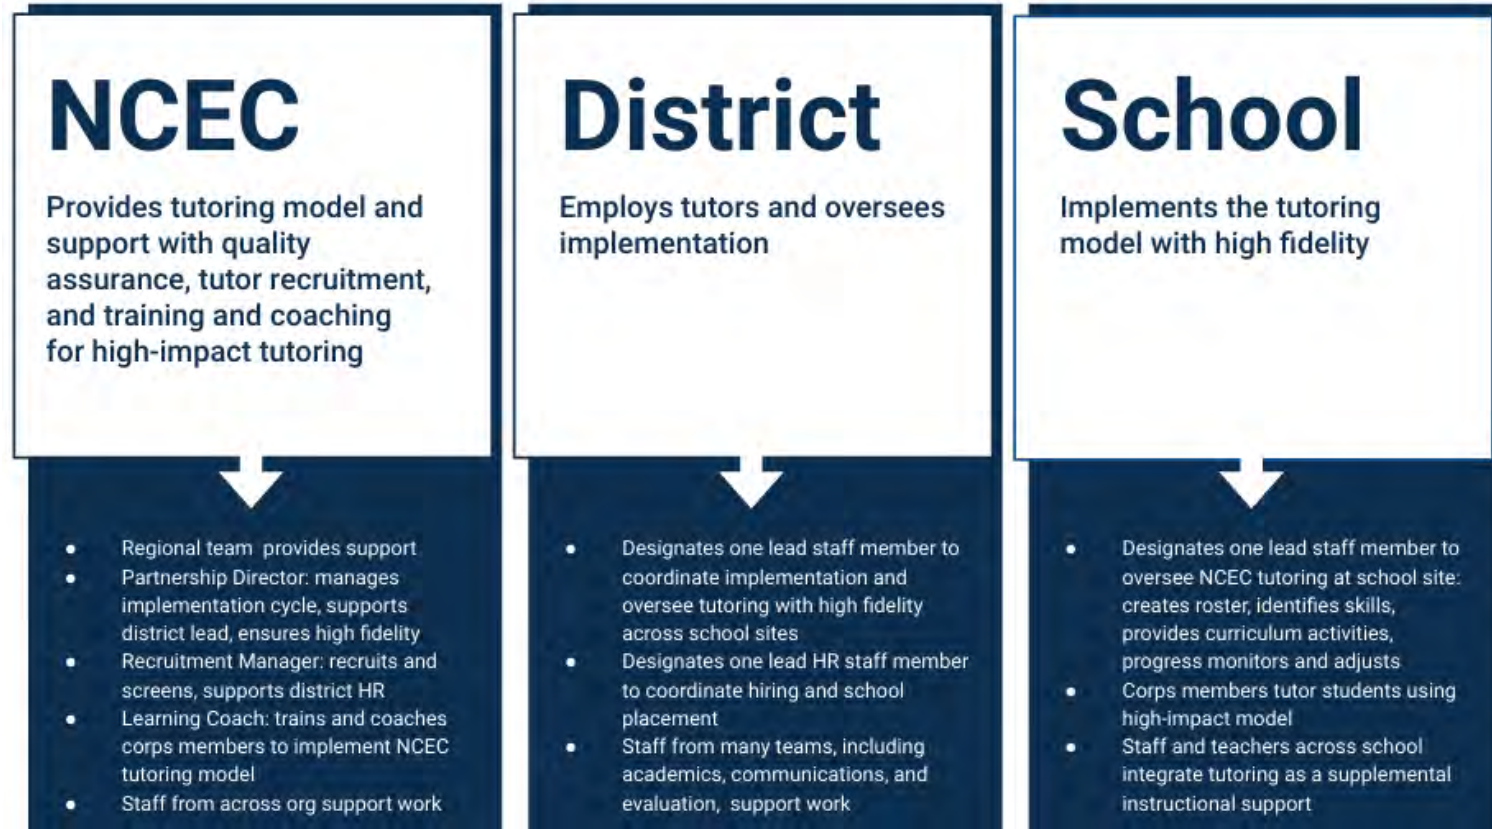 NCEC
Provides tutoring model and
support with quality
assurance, tutor recruitment,
and training and coaching
for high-impact tutoring
• Regional team  provides support
• Partnership Director: manages
implementation cycle, supports
district lead, ensures high fidelity
• Recruitment Manager: recruits and
screens, supports district HR
• Learning Coach: trains and coaches
corps members to implement NCEC
tutoring model
• Staff from across org support work
District
Employs tutors and oversees
implementation
• Designates one lead staff member to
coordinate implementation and
oversee tutoring with high fidelity
across school sites
• Designates one lead HR staff member
to coordinate hiring and school
placement
• Staff from many teams, including
academics, communications, and
evaluation,  support work
School
Implements the tutoring
model with high fidelity
• Designates one lead staff member to
oversee NCEC tutoring at school site:
creates roster, identifies skills,
provides curriculum activities,
progress monitors and adjusts
• Corps members tutor students using
high-impact model
• Staff and teachers across school
integrate tutoring as a supplemental
instructional support